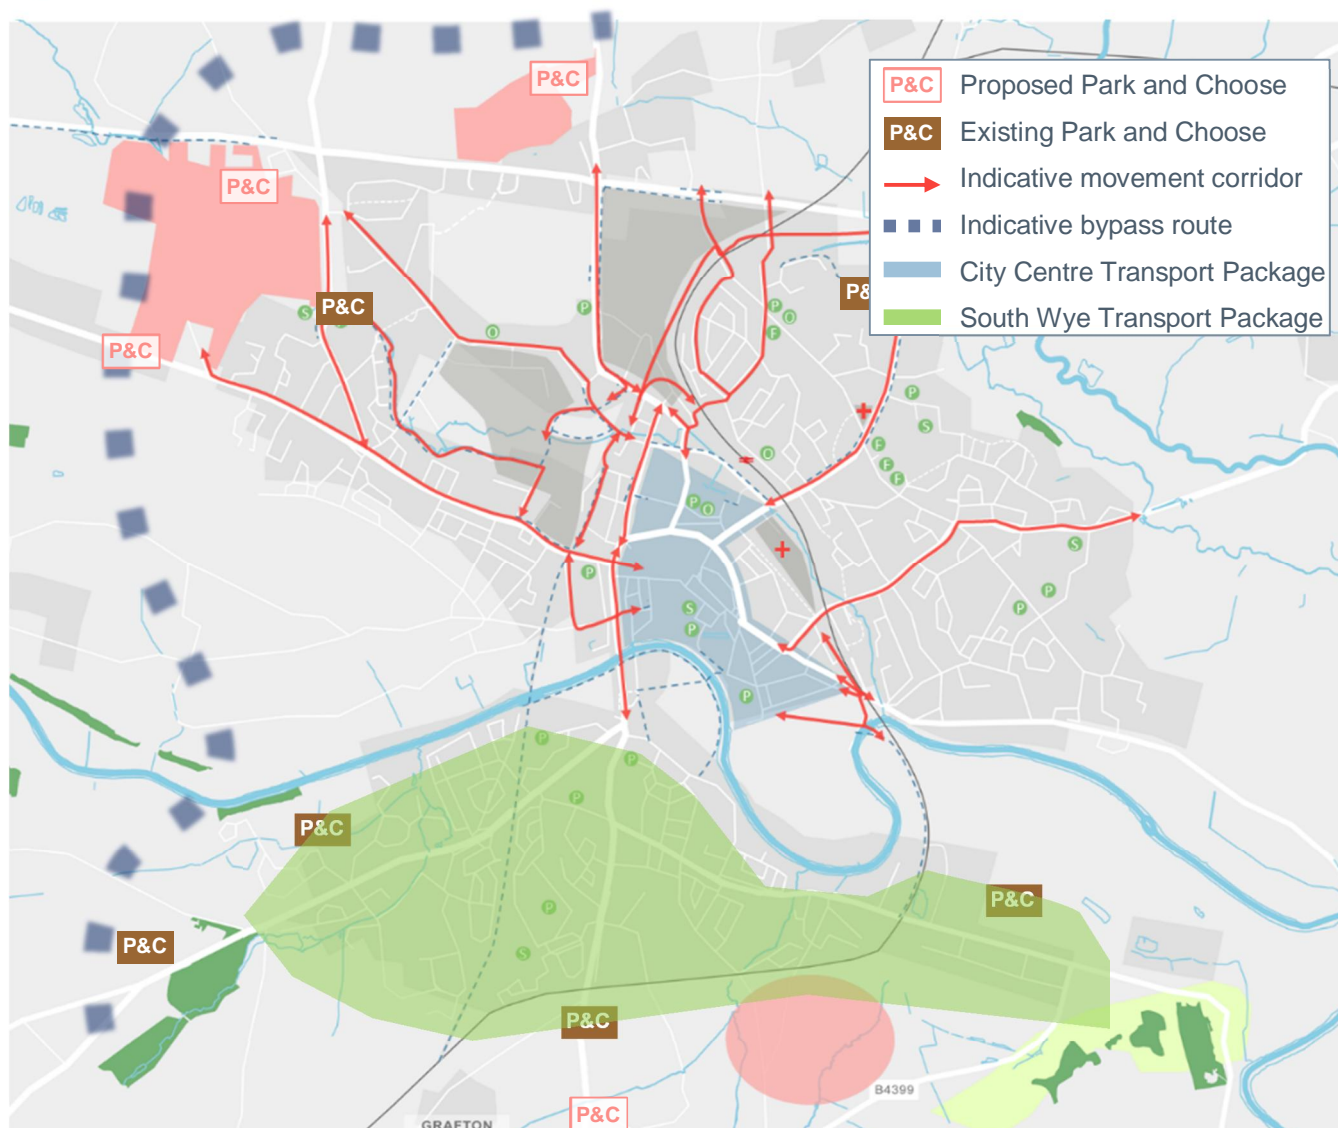 P&C
P&C Proposed Park and Choose
P&C Existing Park and Choose
Indicative movement corridor
P&C
Indicative bypass route
City Centre Transport Package
P&C
P&
South Wye Transport Package
S
P
P
O
O
F
P&C
P
F
S
O
F
F
P
O
S
P
P
P
S
P
P
P
P
P
P&C
P&C
P
P&C
S
P&C
B4399
P&C
GRAFTON